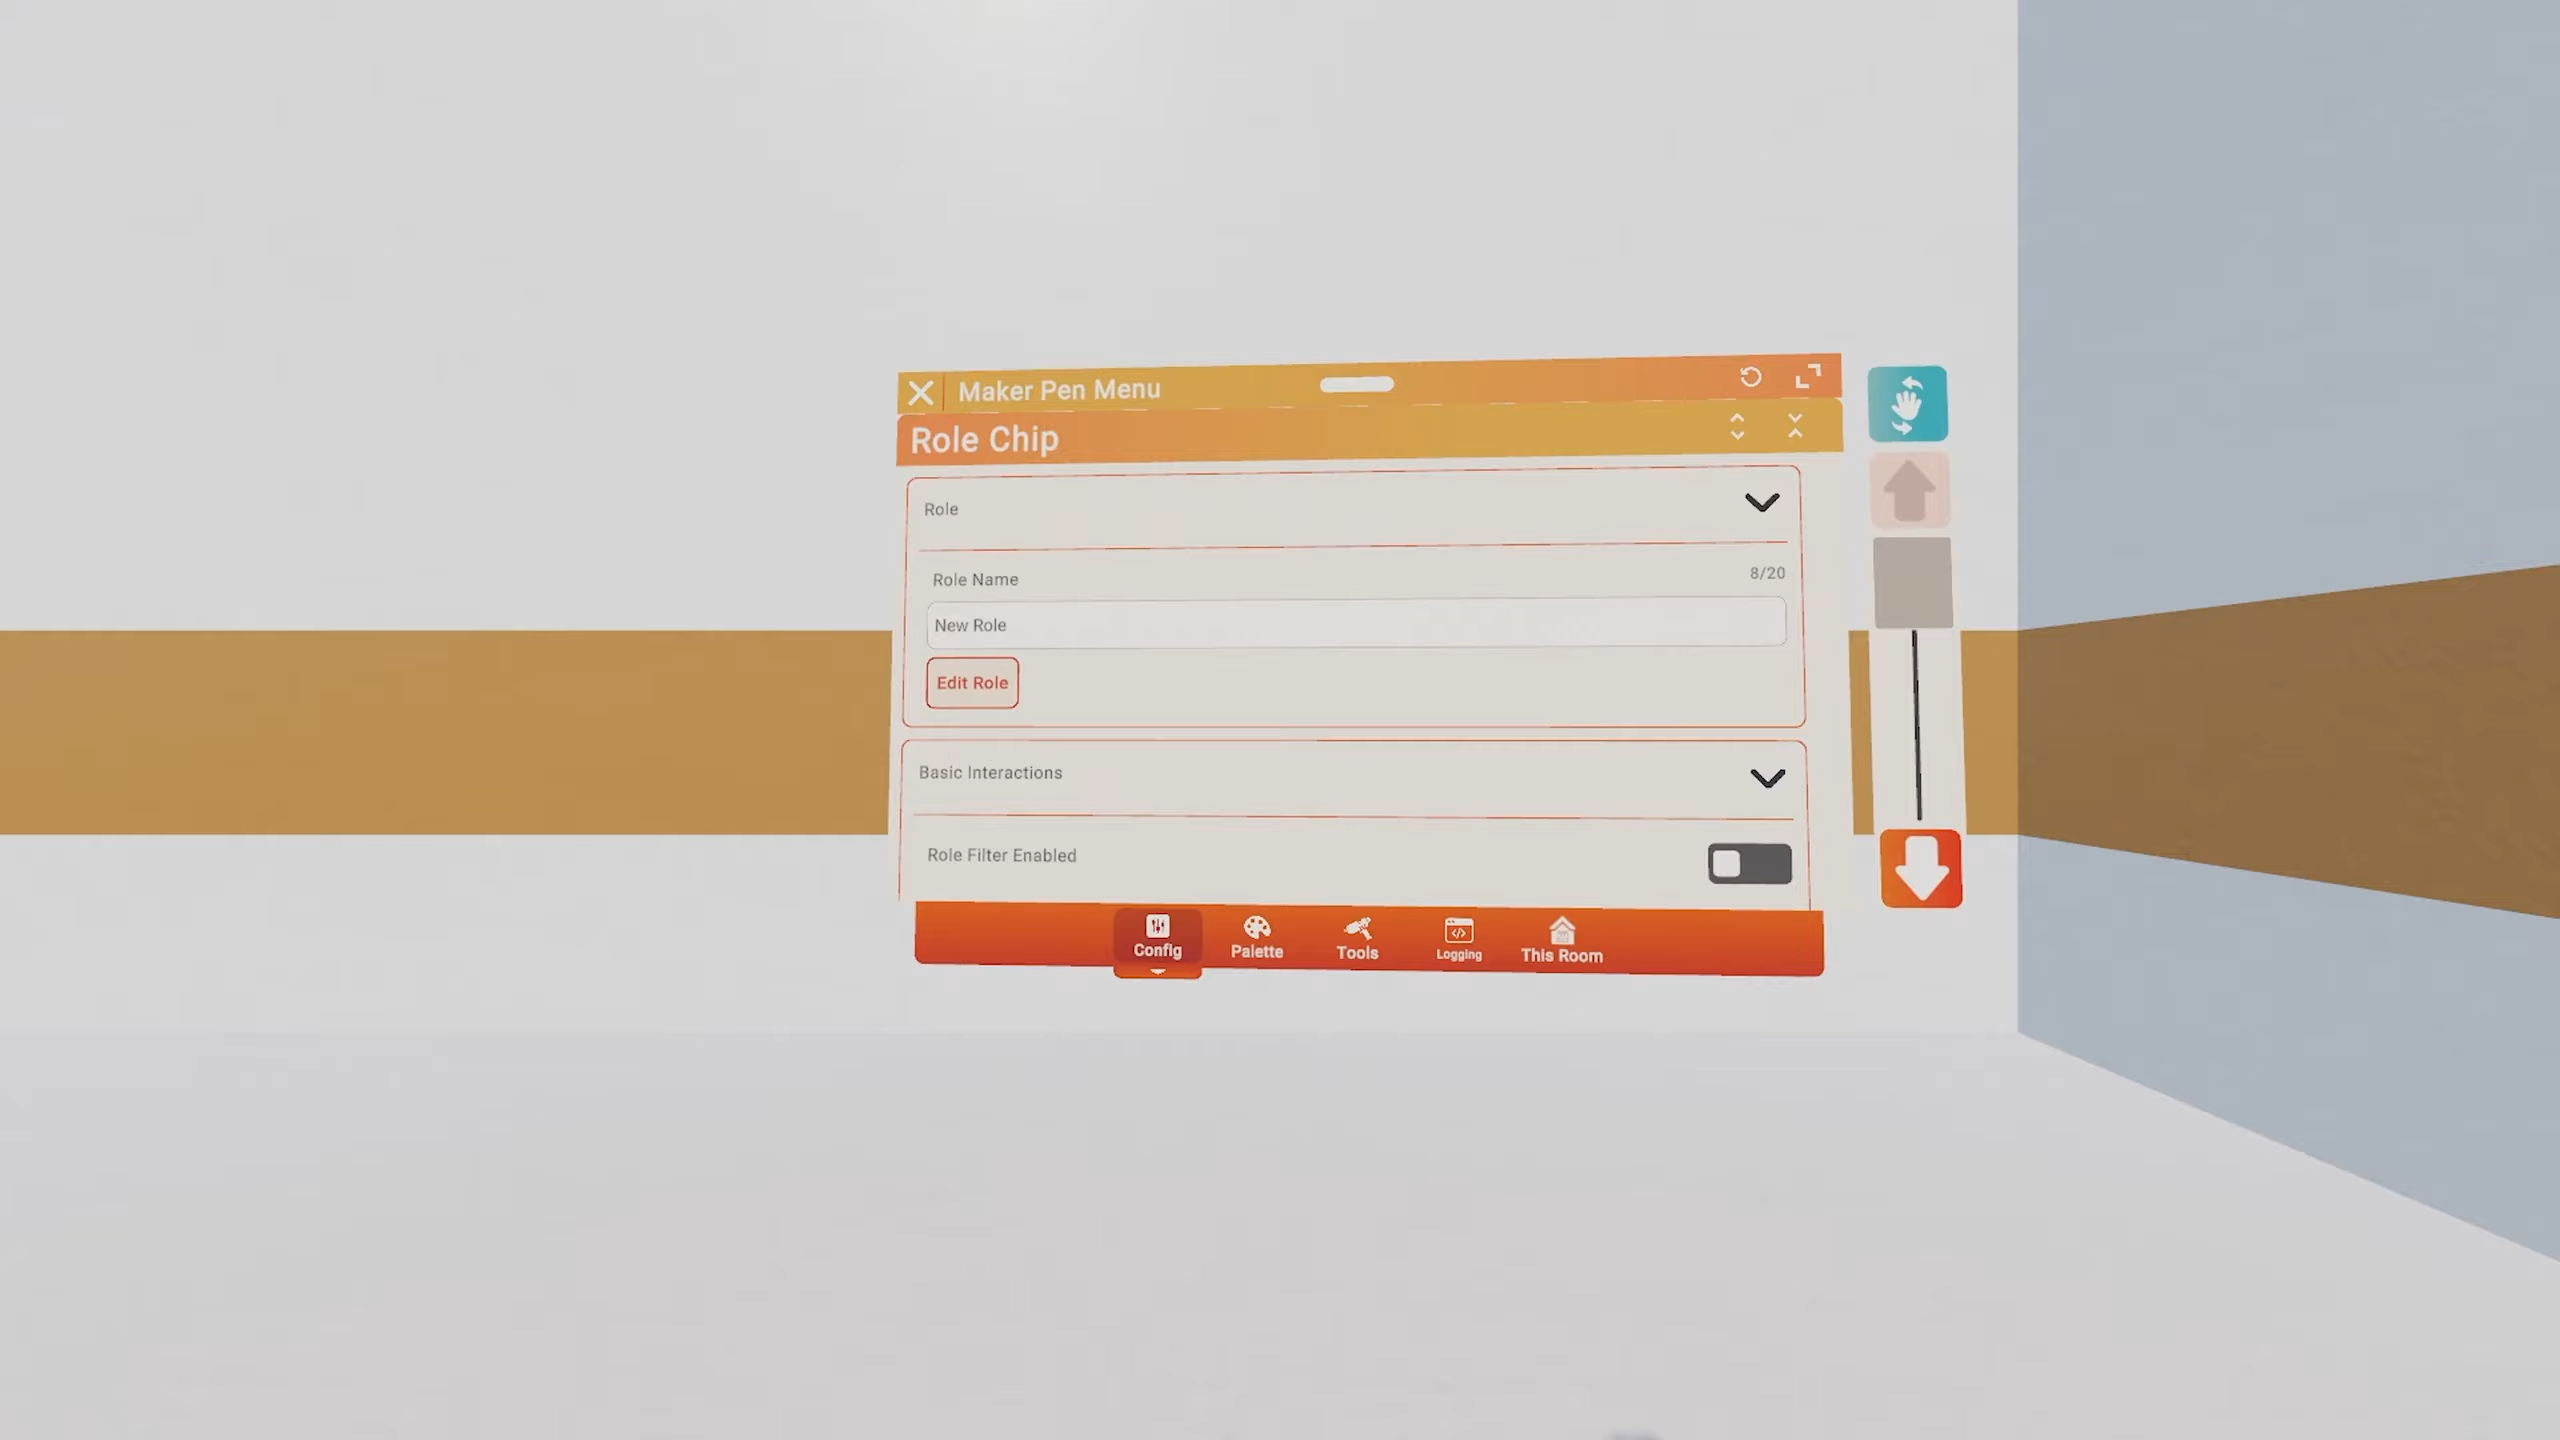 Maker Pen Menu
Role Chip
Role
Role Name
8/20
New Role
Edit Role
Basic Interactions
Role Filter Enabled
Config
Palette
Tools
Logging
This Room